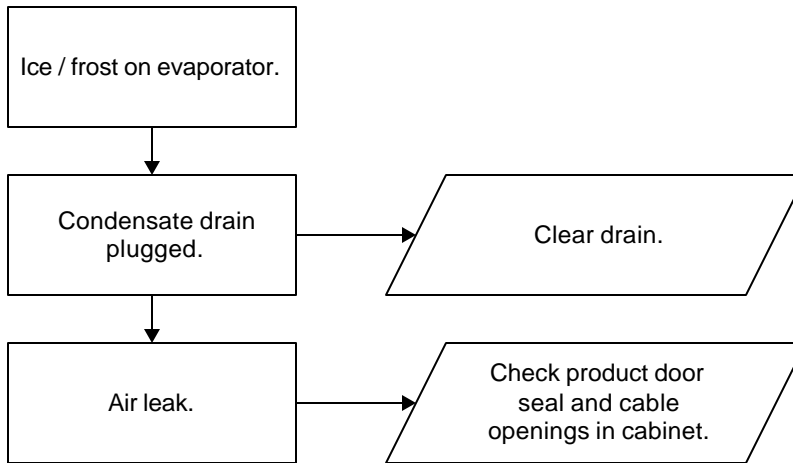 Ice / frost on evaporator.
Condensate drain
plugged.
Clear drain.
Air leak.
Check product door
seal and cable
openings in cabinet.